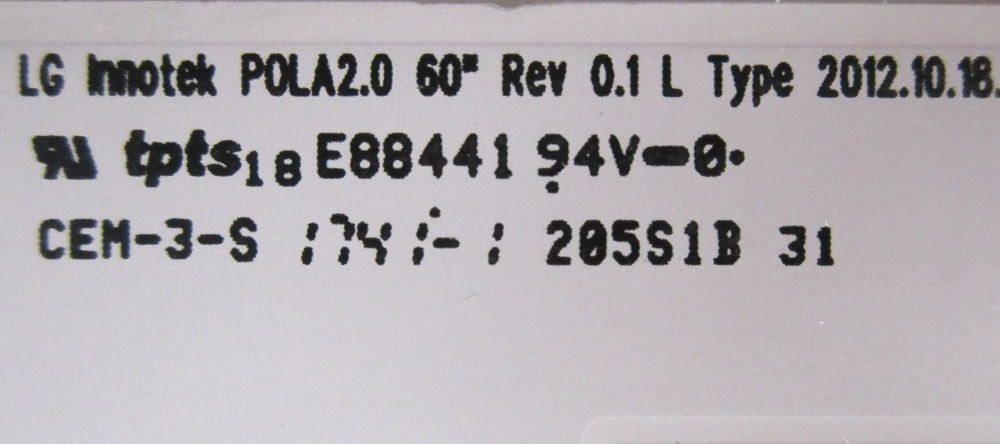 LG Innotek POLA2.0 60" Rev 0.1 L Type 2012.10.18.
tpts18 E88441 94V-0
CEM-3-S 205S1B 31